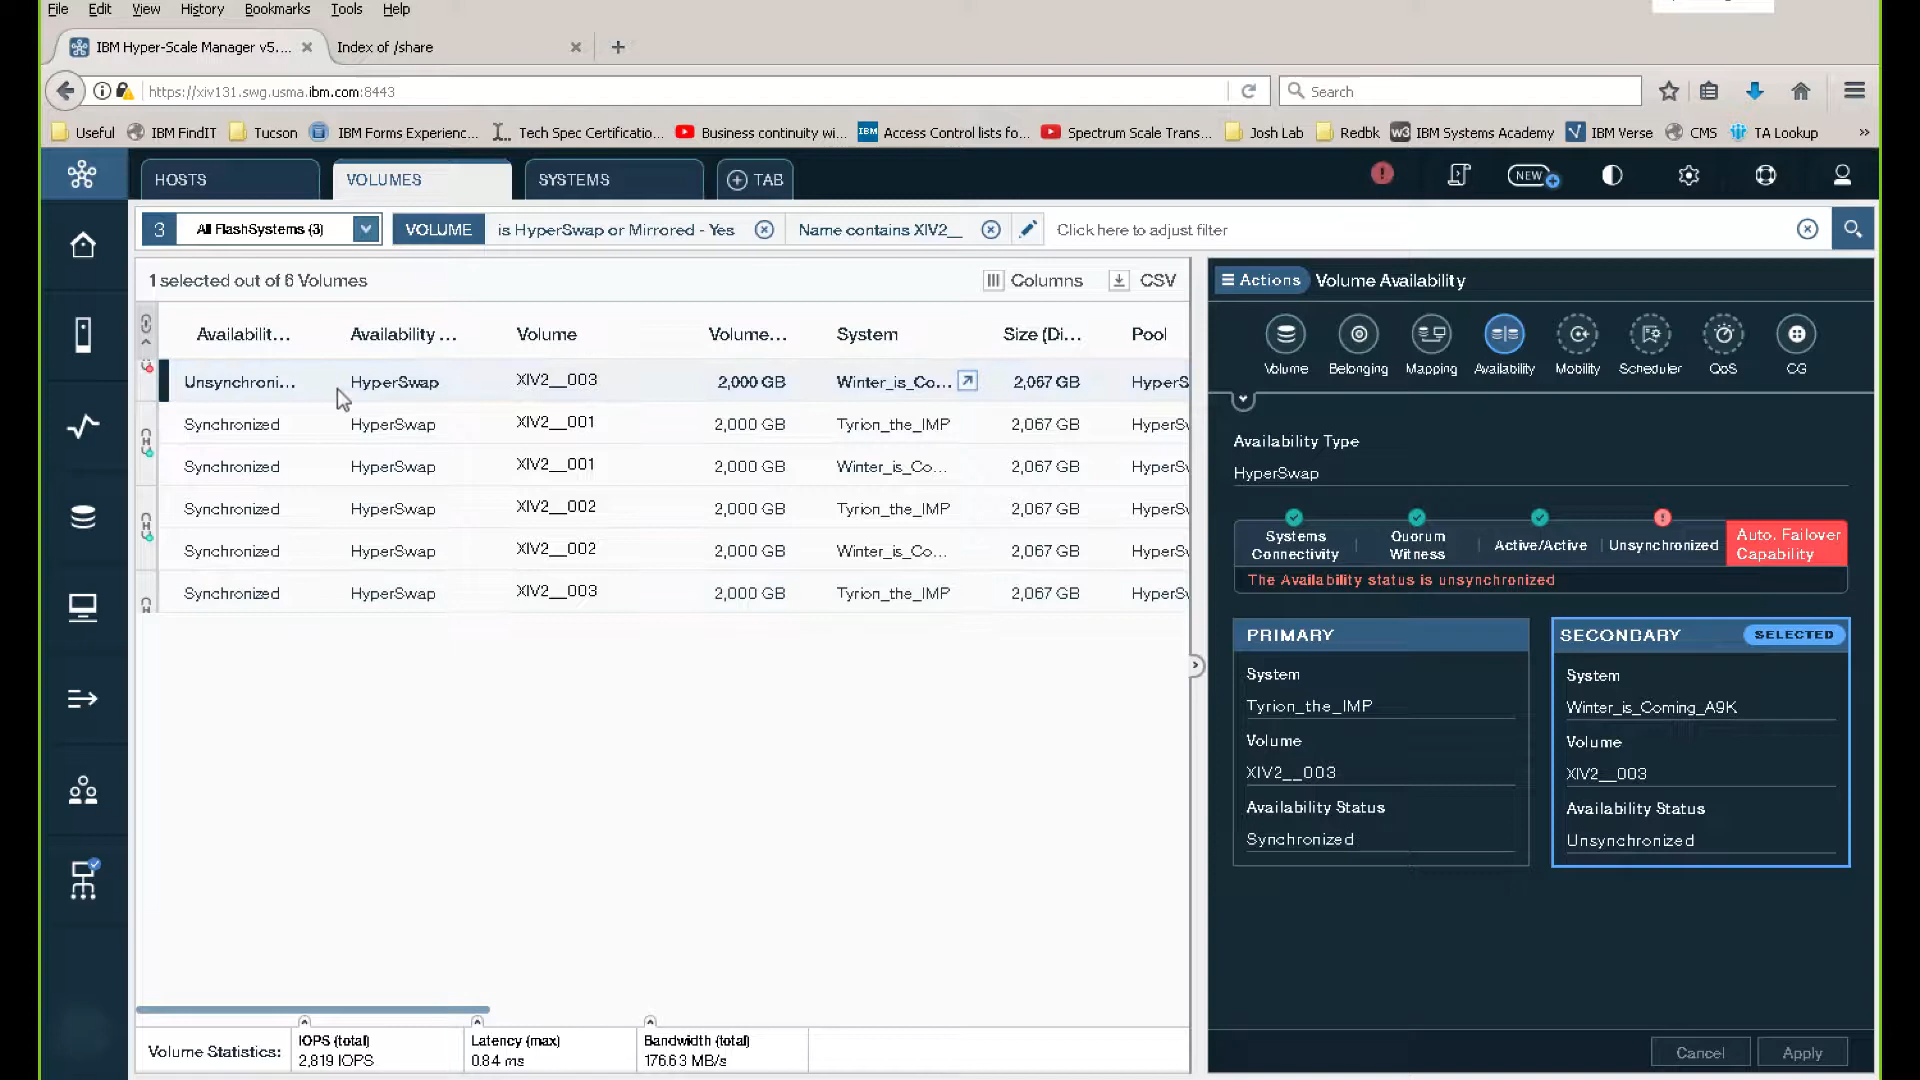 File Edit View History Bookmarks Tools Help
IBM Hyper-Scale Manager v5.... Index of /share
https://xiv131.swg.usma.ibm.com:8443 Search
Useful IBM FindIT Tucson IBM Forms Experienc... Tech Spec Certificatio... Business continuity wi... IBM Access Control lists fo... Spectrum Scale Trans... Josh Lab Redbk w3 IBM Systems Academy IBM Verse CMS TA Lookup »
HOSTS VOLUMES SYSTEMS TAB NEW
3 All FlashSystems (3) VOLUME is HyperSwap or Mirrored - Yes Name contains XIV2__ Click here to adjust filter
1 selected out of 6 Volumes Columns CSV
Availabilit... Availability ... Volume Volume... System Size (Di... Pool
Unsynchroni... HyperSwap XIV2__003 2,000 GB Winter_is_Co... 2,067 GB HyperS
Synchronized HyperSwap XIV2__001 2,000 GB Tyrion_the_IMP 2,067 GB HyperSv
Synchronized HyperSwap XIV2__001 2,000 GB Winter_is_Co... 2,067 GB HyperSv
Synchronized HyperSwap XIV2__002 2,000 GB Tyrion_the_IMP 2,067 GB HyperSv
Synchronized HyperSwap XIV2__002 2,000 GB Winter_is_Co... 2,067 GB HyperSv
Synchronized HyperSwap XIV2__003 2,000 GB Tyrion_the_IMP 2,067 GB HyperSv
Volume Statistics:
IOPS (total) Latency (max) Bandwidth (total)
2,819 IOPS 0.84 ms 176.63 MB/s
Actions Volume Availability
Volume Belonging Mapping Availability Mobility Scheduler QoS CG
Availability Type
HyperSwap
Systems Connectivity Quorum Witness Active/Active Unsynchronized Auto. Failover Capability
The Availability status is unsynchronized
PRIMARY
System
Tyrion_the_IMP
Volume
XIV2__003
Availability Status
Synchronized
SECONDARY SELECTED
System
Winter_is_Coming_A9K
Volume
XIV2__003
Availability Status
Unsynchronized
Cancel Apply